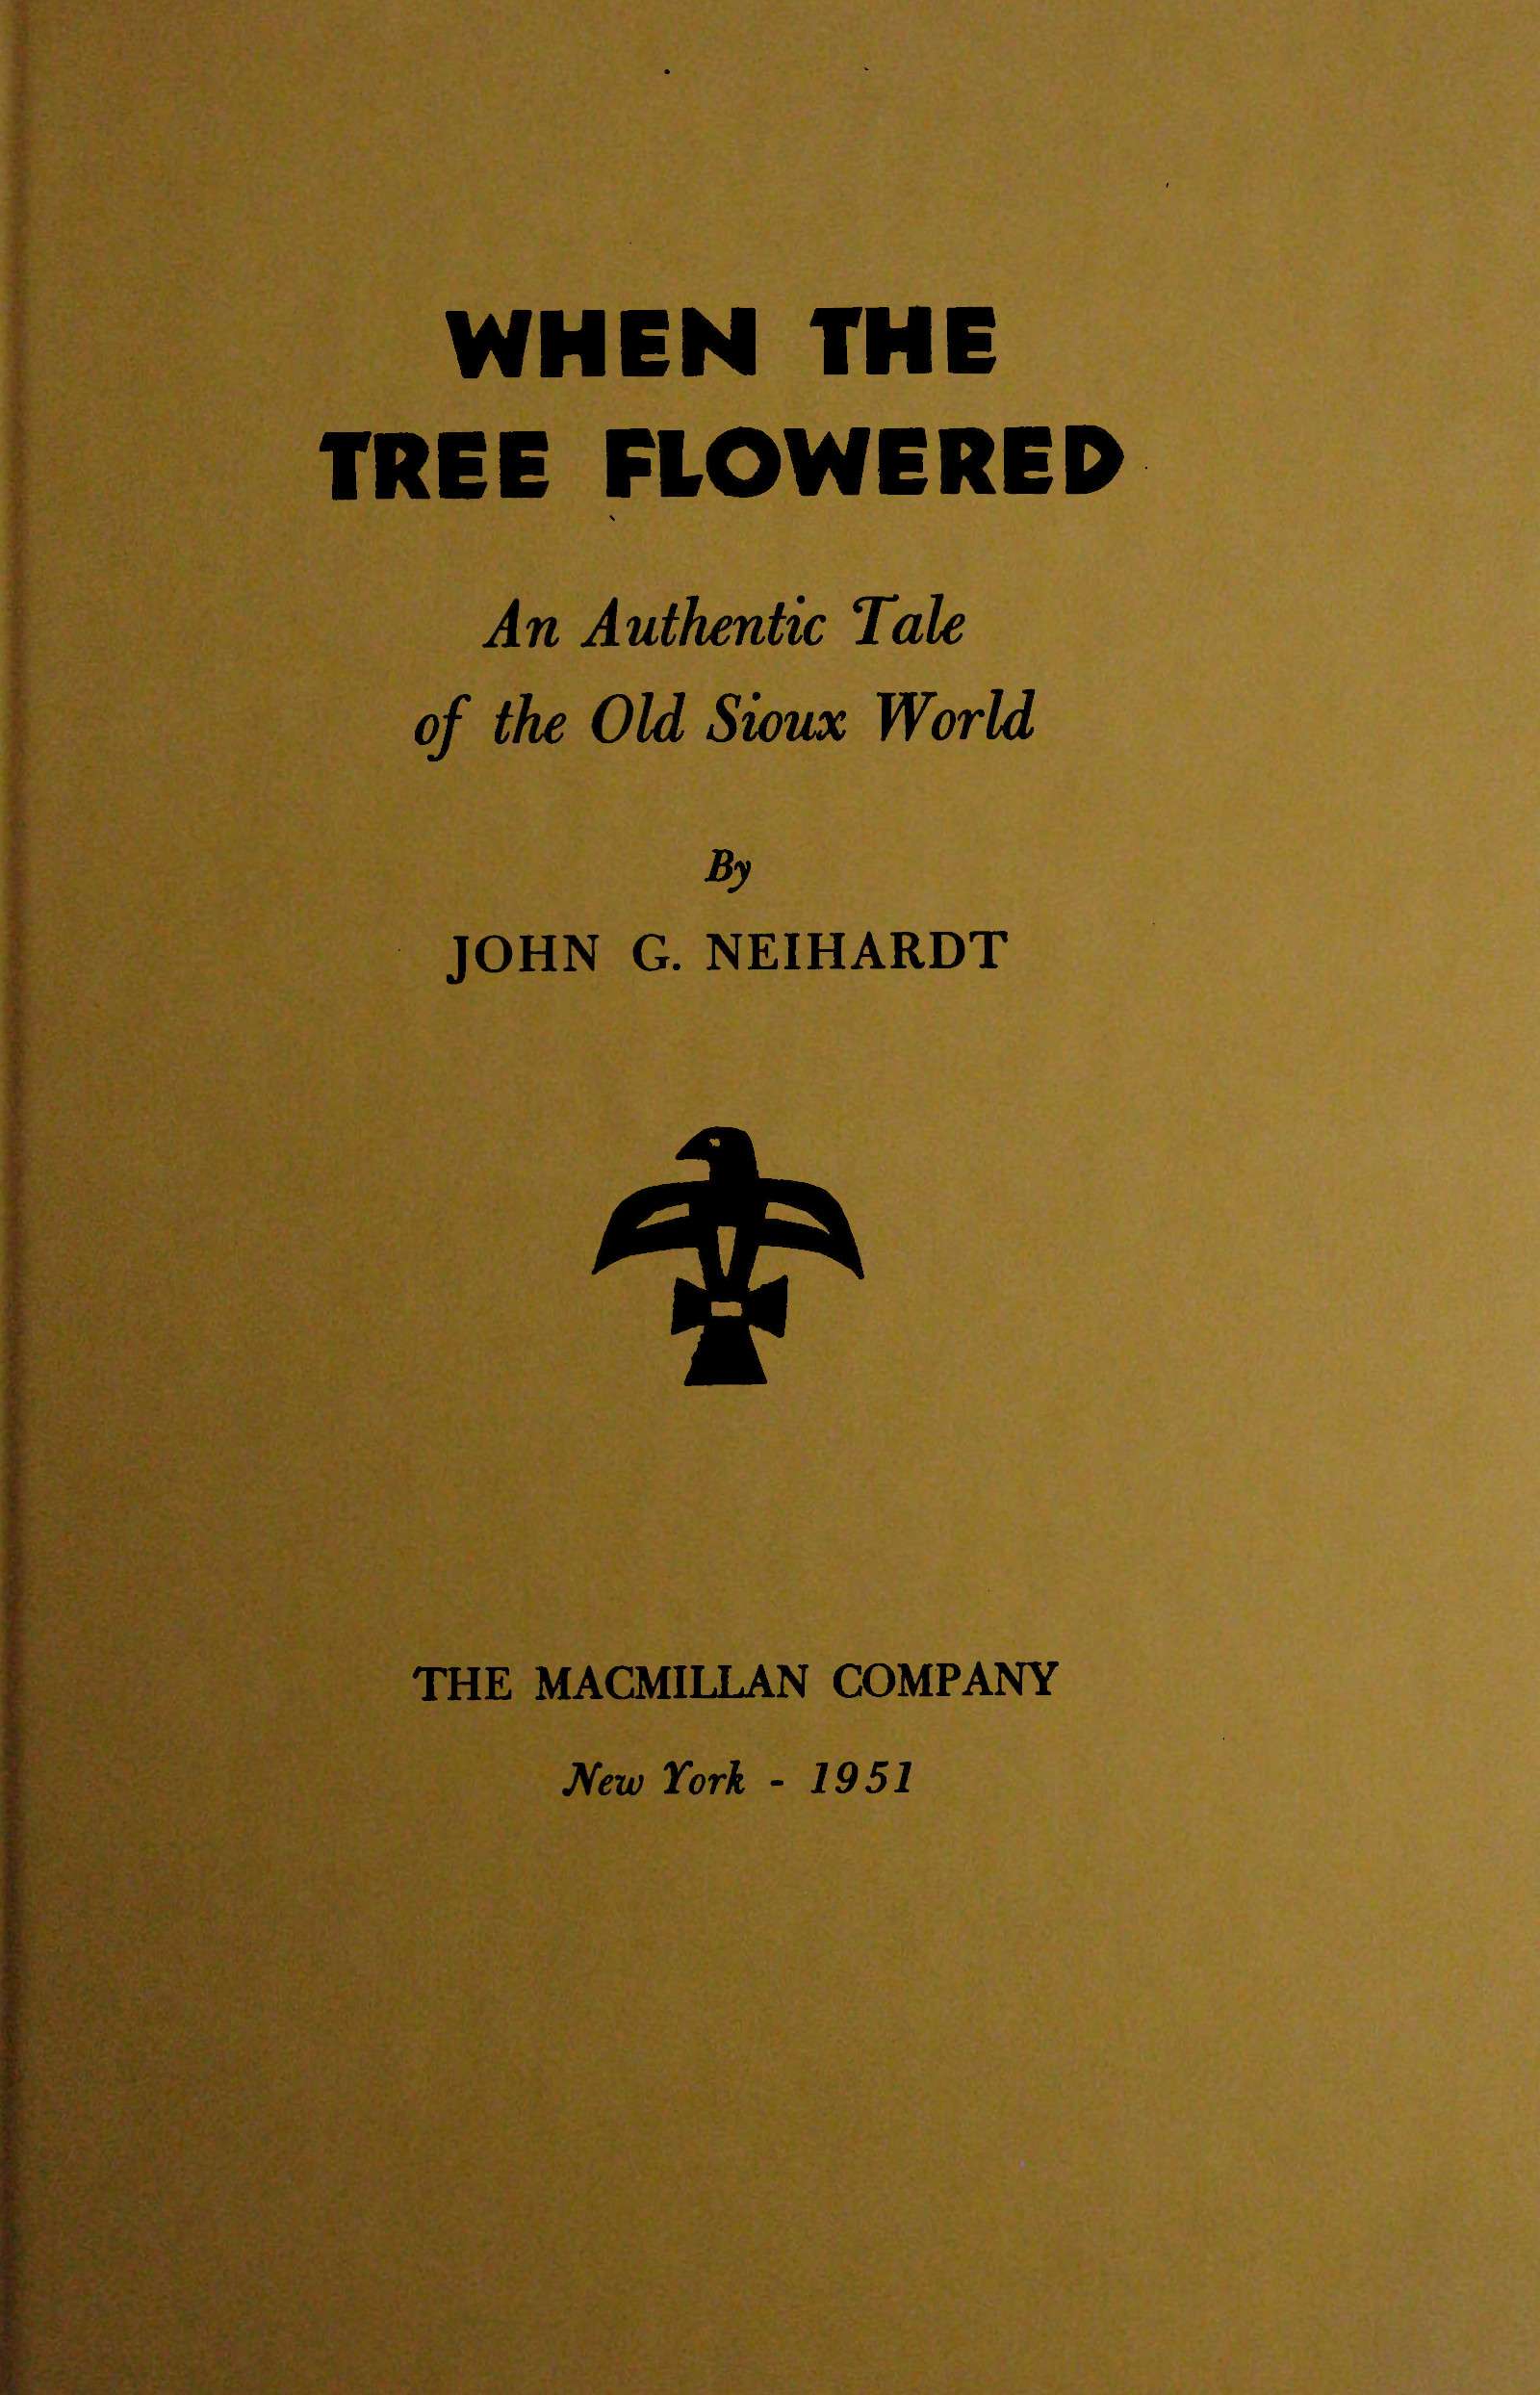 WHEN THE
TREE FLOWERED
An Authentic Tale
of the Old Sioux World
By
JOHN G. NEIHARDT
THE MACMILLAN COMPANY
New York - 1951